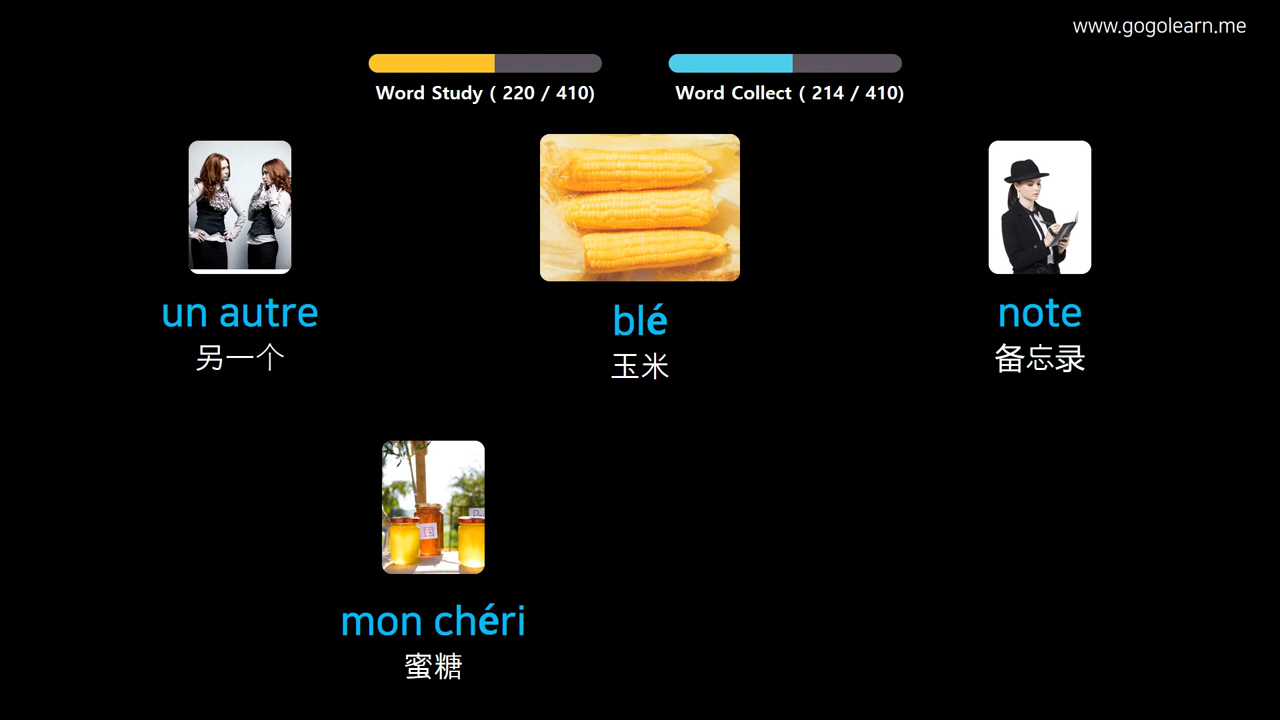 www.gogolearn.me
Word Study ( 220 / 410)
Word Collect ( 214 / 410)
un autre
另一个
blé
玉米
note
备忘录
mon chéri
蜜糖